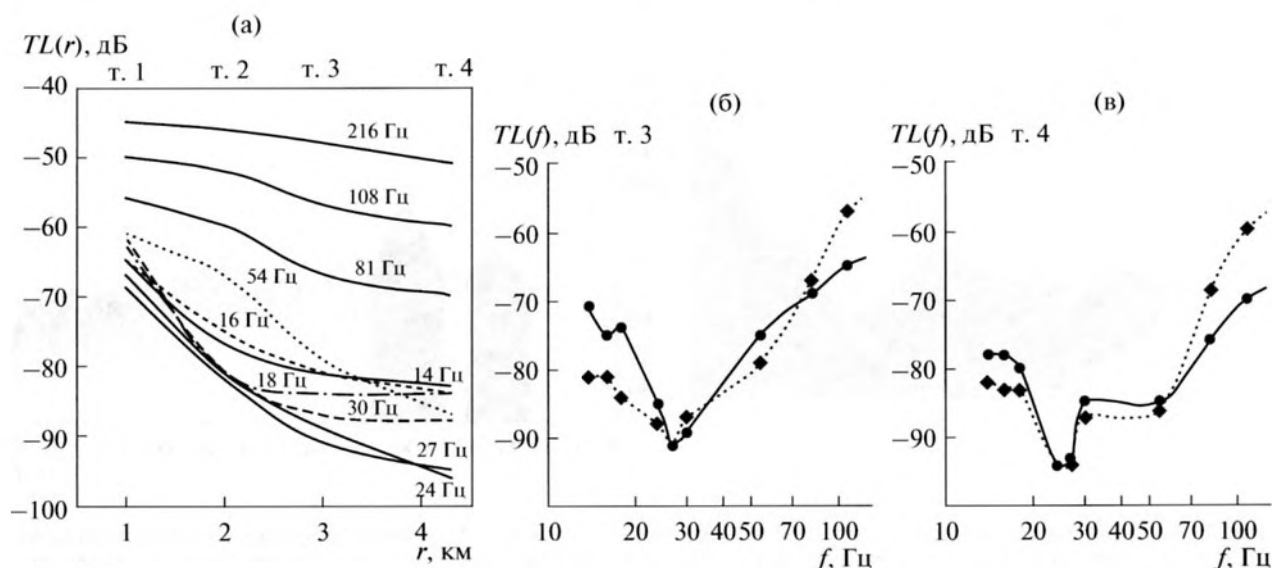 (а)
TL(r), дБ
т. 1 т. 2 т. 3 т. 4
−40
−50
−60
−70
−80
−90
−100
216 Гц
108 Гц
81 Гц
54 Гц
16 Гц
14 Гц
18 Гц
30 Гц
27 Гц
24 Гц
1 2 3 4
r, км
(б)
TL(f), дБ т. 3
−50
−60
−70
−80
−90
10 20 30 40 50 70 100
f, Гц
(в)
TL(f), дБ т. 4
−50
−60
−70
−80
−90
10 20 30 40 50 70 100
f, Гц